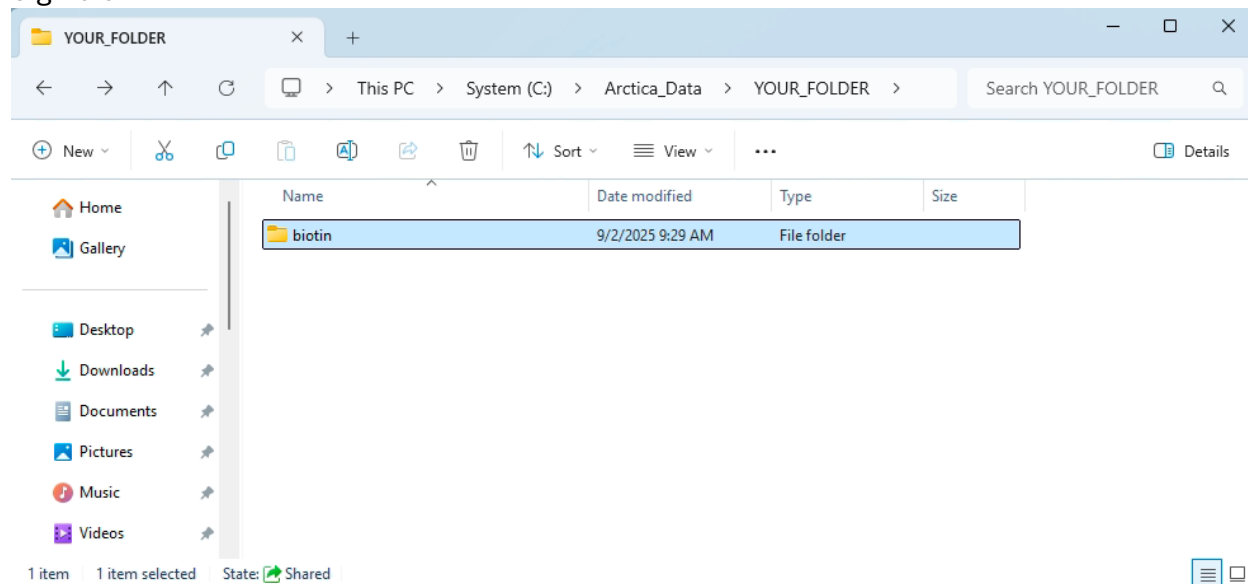 YOUR_FOLDER
This PC > System (C:) > Arctica_Data > YOUR_FOLDER > Search YOUR_FOLDER
New Sort View ... Details
Name Date modified Type Size
biotin 9/2/2025 9:29 AM File folder
Home
Gallery
Desktop
Downloads
Documents
Pictures
Music
Videos
1 item 1 item selected State: Shared